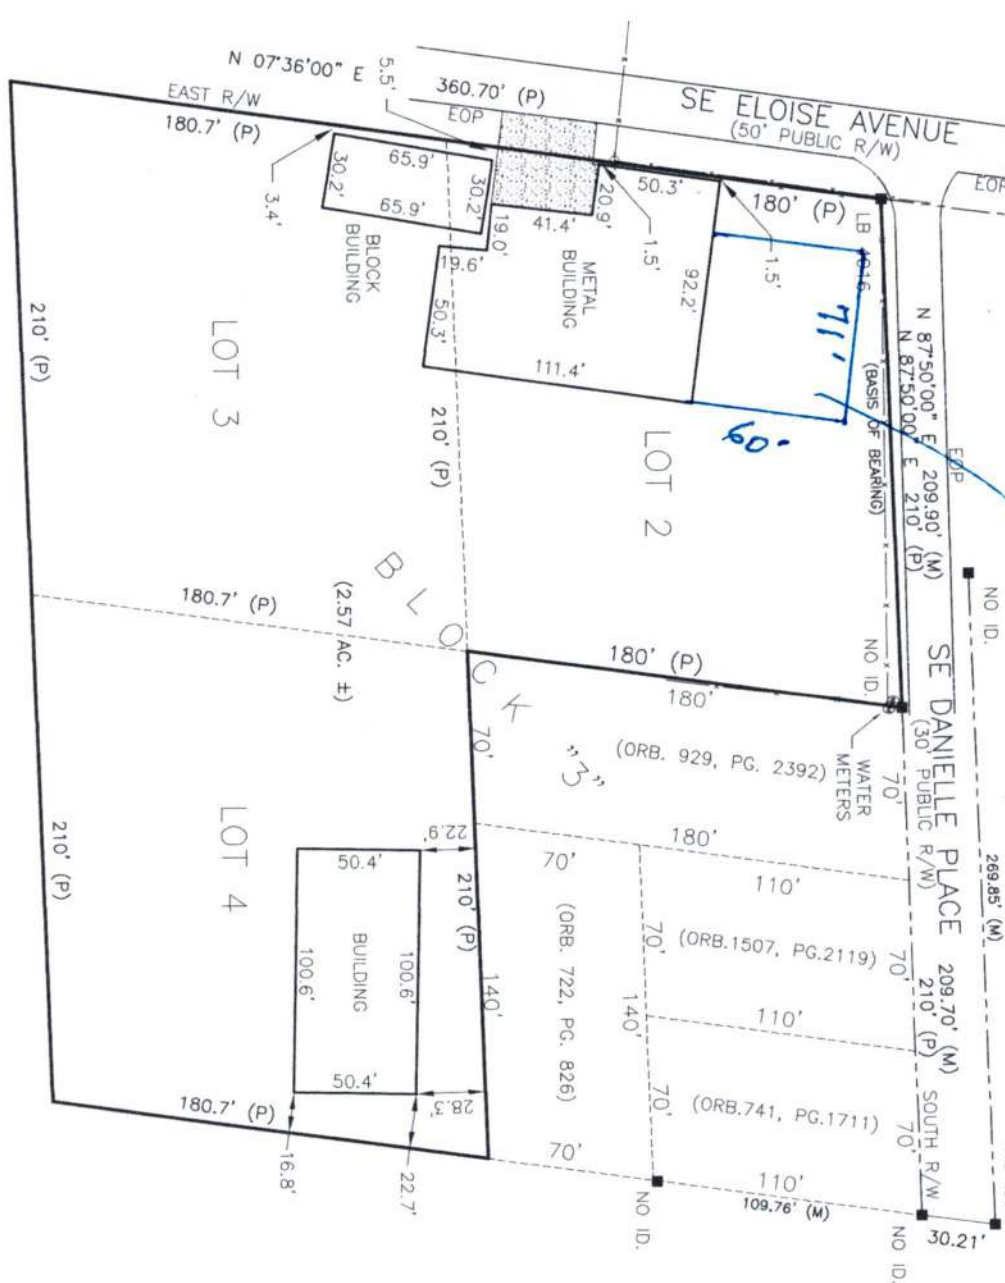 N 07°36'00" E
5.5'
360.70' (P)
SE ELOISE AVENUE
(50' PUBLIC R/W)
EAST R/W
180.7' (P)
EOP
EOP
65.9'
30.2'
30.2'
65.9'
3.4'
BLOCK
BUILDING
50.3'
180' (P)
20.9'
41.4'
19.0'
19.6'
1.5'
1.5'
METAL
BUILDING
92.2'
50.3'
111.4'
LB
71'
60'
N 87°50'00" E 209.90' (M)
N 87°50'00" E 210' (P)
(BASIS OF BEARING)
EOP
210' (P)
LOT 3
210' (P)
LOT 2
NO ID.
NO ID.
BLOCK "3"
(2.57 AC. ±)
180.7' (P)
180' (P)
180'
WATER
METERS
SE DANIELLE PLACE
(30' PUBLIC R/W)
269.85' (M)
209.70' (M)
210' (P)
SOUTH R/W
(ORB. 929, PG. 2392)
70'
70'
180'
LOT 4
210' (P)
22.9'
50.4'
210' (P)
70'
110'
BUILDING
100.6'
100.6'
140'
(ORB. 722, PG. 826)
70'
140'
(ORB.1507, PG.2119)
70'
110'
50.4'
28.3'
70'
(ORB.741, PG.1711)
70'
180.7' (P)
16.8'
22.7'
70'
110'
109.76' (M)
NO ID.
NO ID.
30.21'